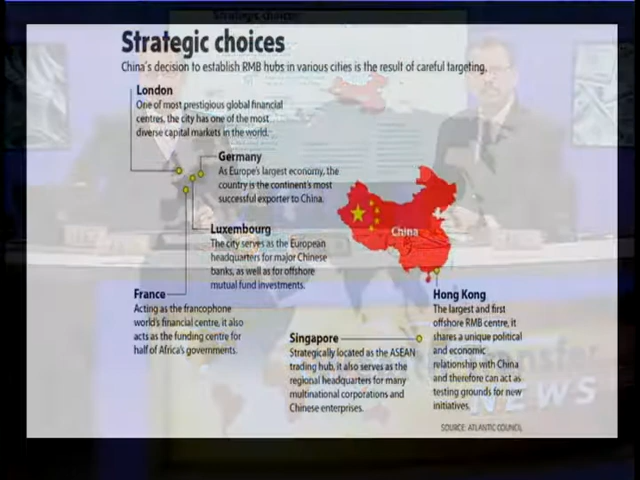 Strategic choices
China's decision to establish RMB hubs in various cities is the result of careful targeting.
London
One of most prestigious global financial
centres, the city has one of the most
diverse capital markets in the world.
Germany
As Europe's largest economy, the
country is the continent's most
successful exporter to China.
Luxembourg
The city serves as the European
headquarters for major Chinese
banks, as well as for offshore
mutual fund investments.
France
Acting as the francophone
world's financial centre, it also
acts as the funding centre for
half of Africa's governments.
China
Singapore
Strategically located as the ASEAN
trading hub, it also serves as the
regional headquarters for many
multinational corporations and
Chinese enterprises.
Hong Kong
The largest and first
offshore RMB centre, it
shares a unique political
and economic
relationship with China
and therefore can act as
testing grounds for new
initiatives.
SOURCE: ATLANTIC COUNCIL
NEWS